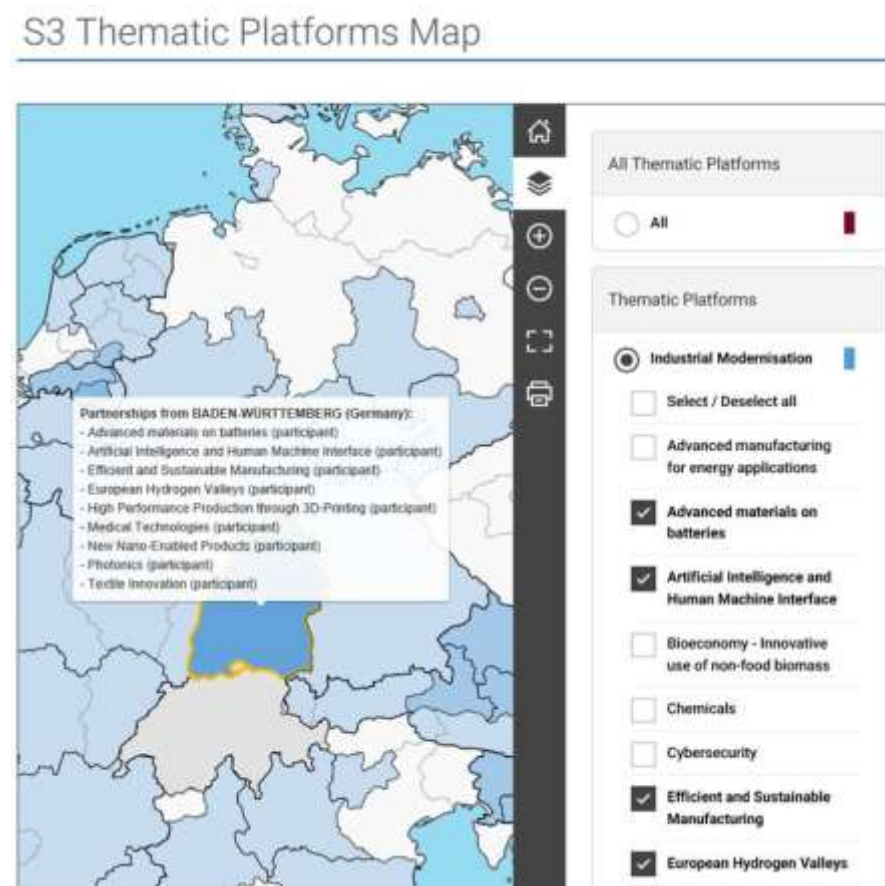 S3 Thematic Platforms Map
Partnerships from BADEN-WÜRTTEMBERG (Germany):
- Advanced materials on batteries (participant)
- Artificial Intelligence and Human Machine Interface (participant)
- Efficient and Sustainable Manufacturing (participant)
- European Hydrogen Valleys (participant)
- High Performance Production through 3D-Printing (participant)
- Medical Technologies (participant)
- New Nano-Enabled Products (participant)
- Photonics (participant)
- Textile Innovation (participant)
All Thematic Platforms
All
Thematic Platforms
Industrial Modernisation
Select / Deselect all
Advanced manufacturing
for energy applications
Advanced materials on
batteries
Artificial Intelligence and
Human Machine Interface
Bioeconomy - Innovative
use of non-food biomass
Chemicals
Cybersecurity
Efficient and Sustainable
Manufacturing
European Hydrogen Valleys